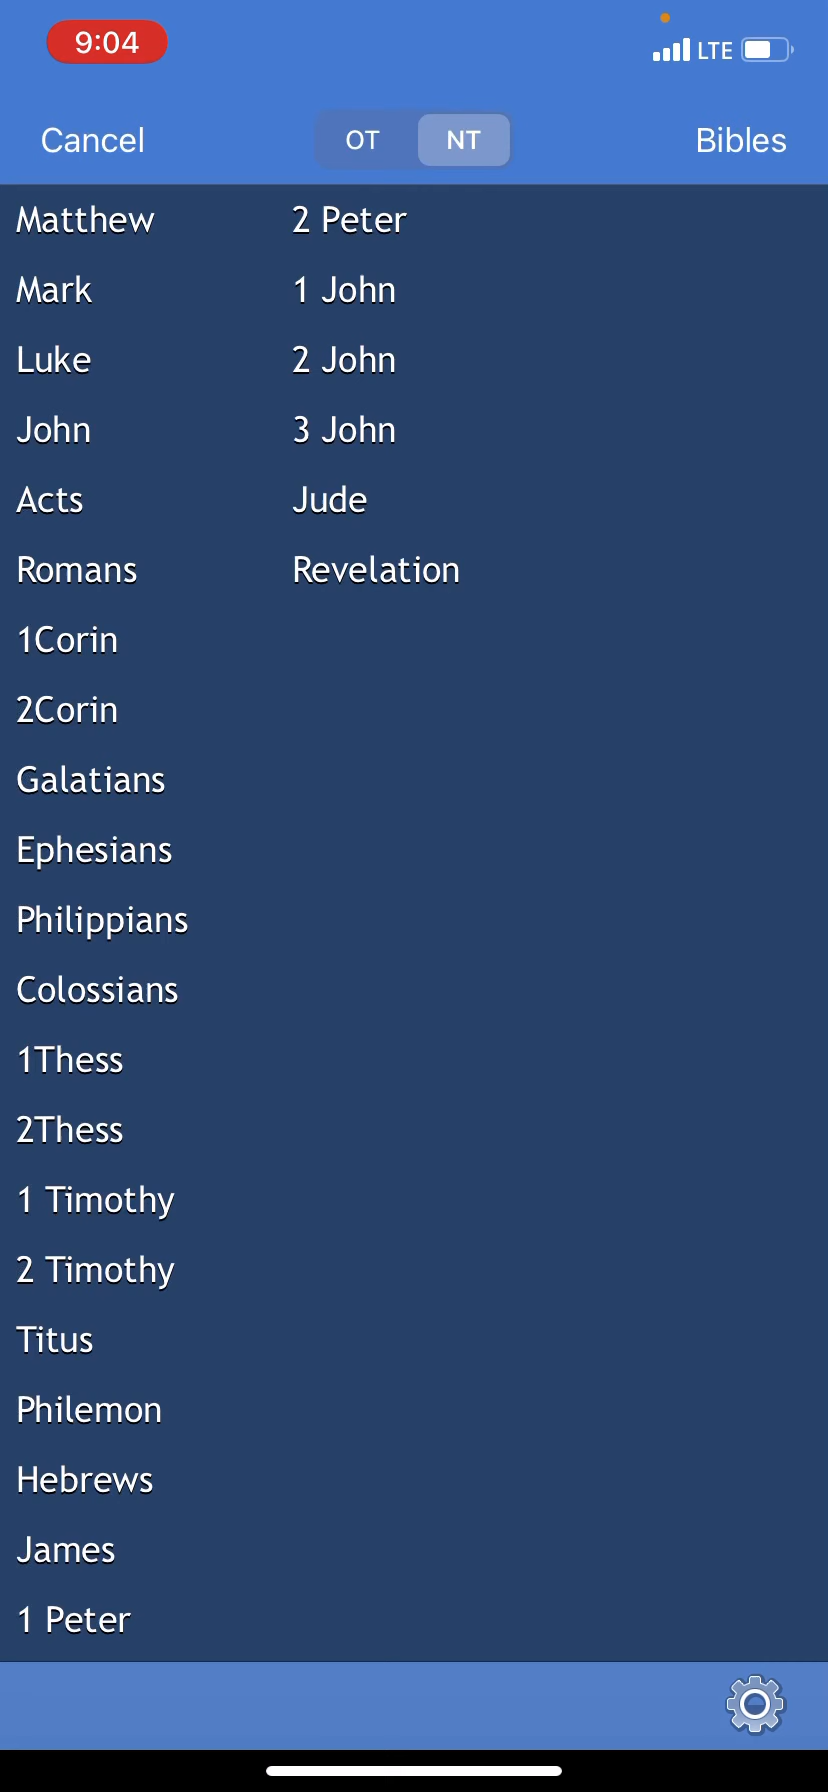 9:04
LTE
Cancel
OT
NT
Bibles
Matthew
Mark
Luke
John
Acts
Romans
1Corin
2Corin
Galatians
Ephesians
Philippians
Colossians
1Thess
2Thess
1 Timothy
2 Timothy
Titus
Philemon
Hebrews
James
1 Peter
2 Peter
1 John
2 John
3 John
Jude
Revelation